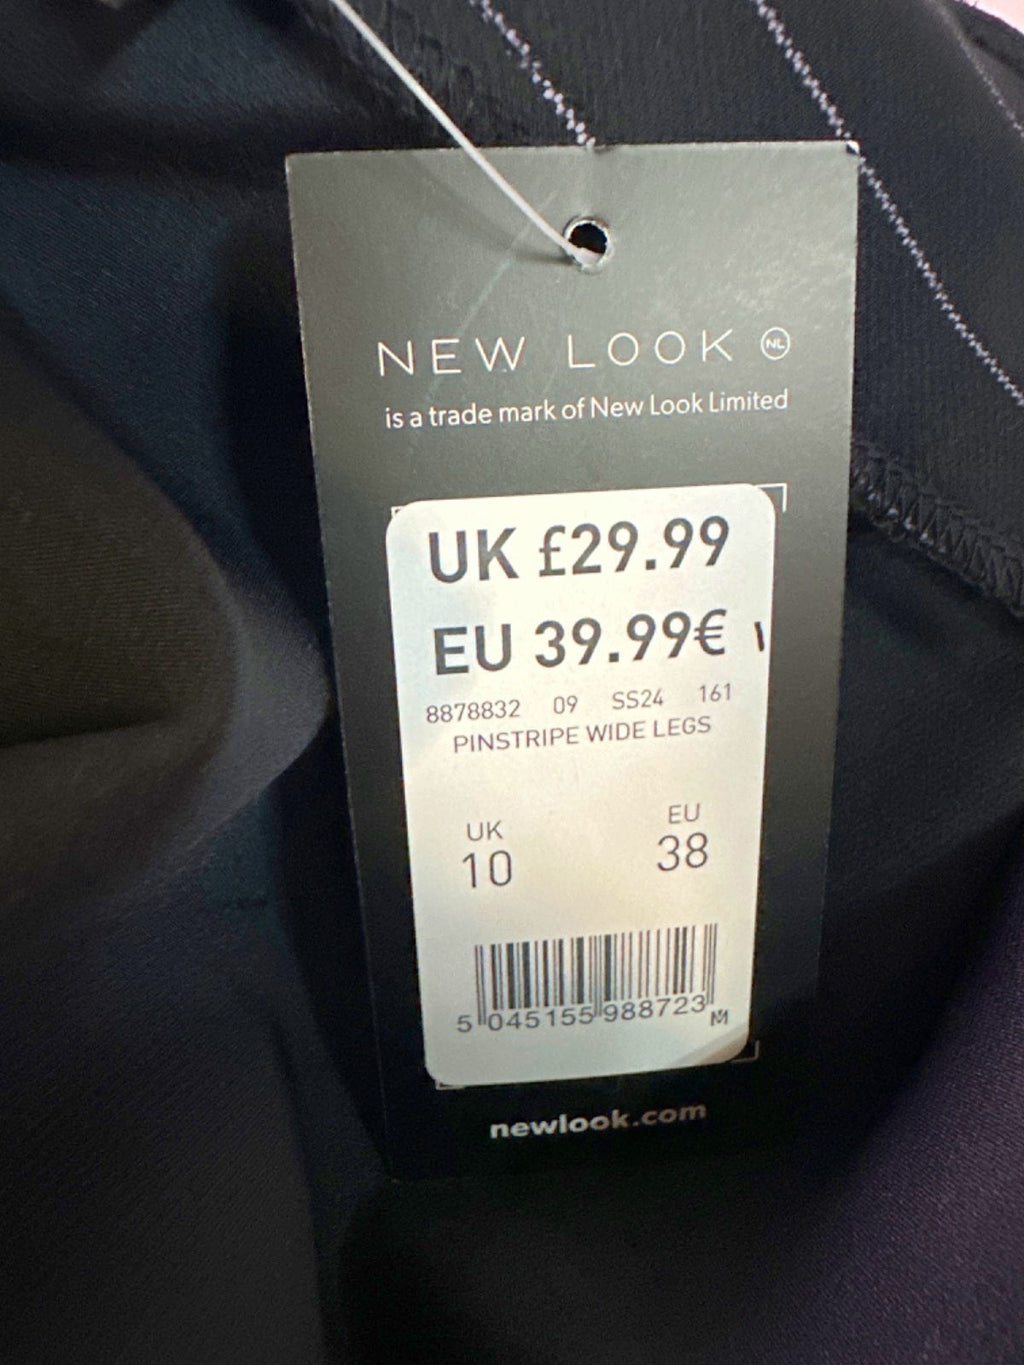 NEW LOOK NL
is a trade mark of New Look Limited
UK £29.99
EU 39.99€
8878832 09 SS24 161
PINSTRIPE WIDE LEGS
UK EU
10 38
5 045155 988723
newlook.com